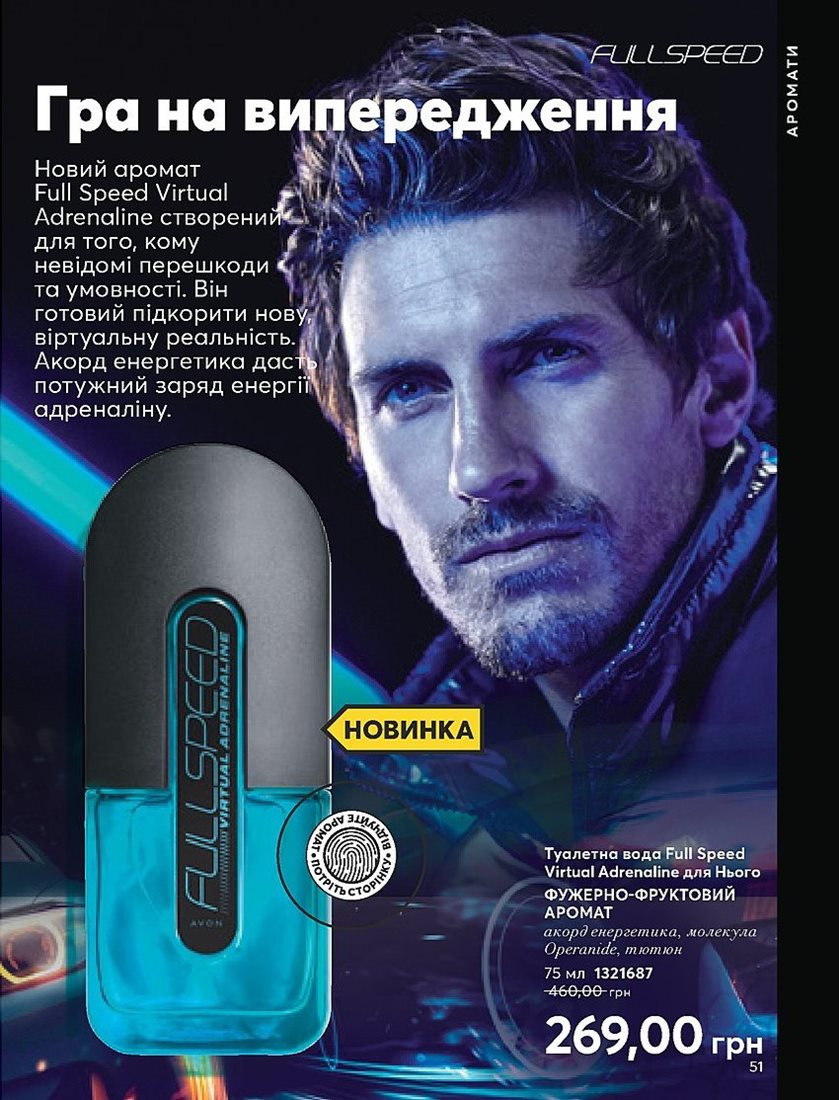 FULLSPEED
АРОМАТИ
Гра на випередження
Новий аромат
Full Speed Virtual
Adrenaline створений
для того, кому
невідомі перешкоди
та умовності. Він
готовий підкорити нову,
віртуальну реальність.
Акорд енергетика дасть
потужний заряд енергії
адреналіну.
FULLSPEED
VIRTUAL ADRENALINE
AVON
НОВИНКА
ВІДЧУЙТЕ АРОМАТ • ПОТРІТЬ СТОРІНКУ •
Туалетна вода Full Speed
Virtual Adrenaline для Нього
ФУЖЕРНО-ФРУКТОВИЙ
АРОМАТ
акорд енергетика, молекула
Operanide, тютюн
75 мл 1321687
460,00 грн
269,00 грн
51